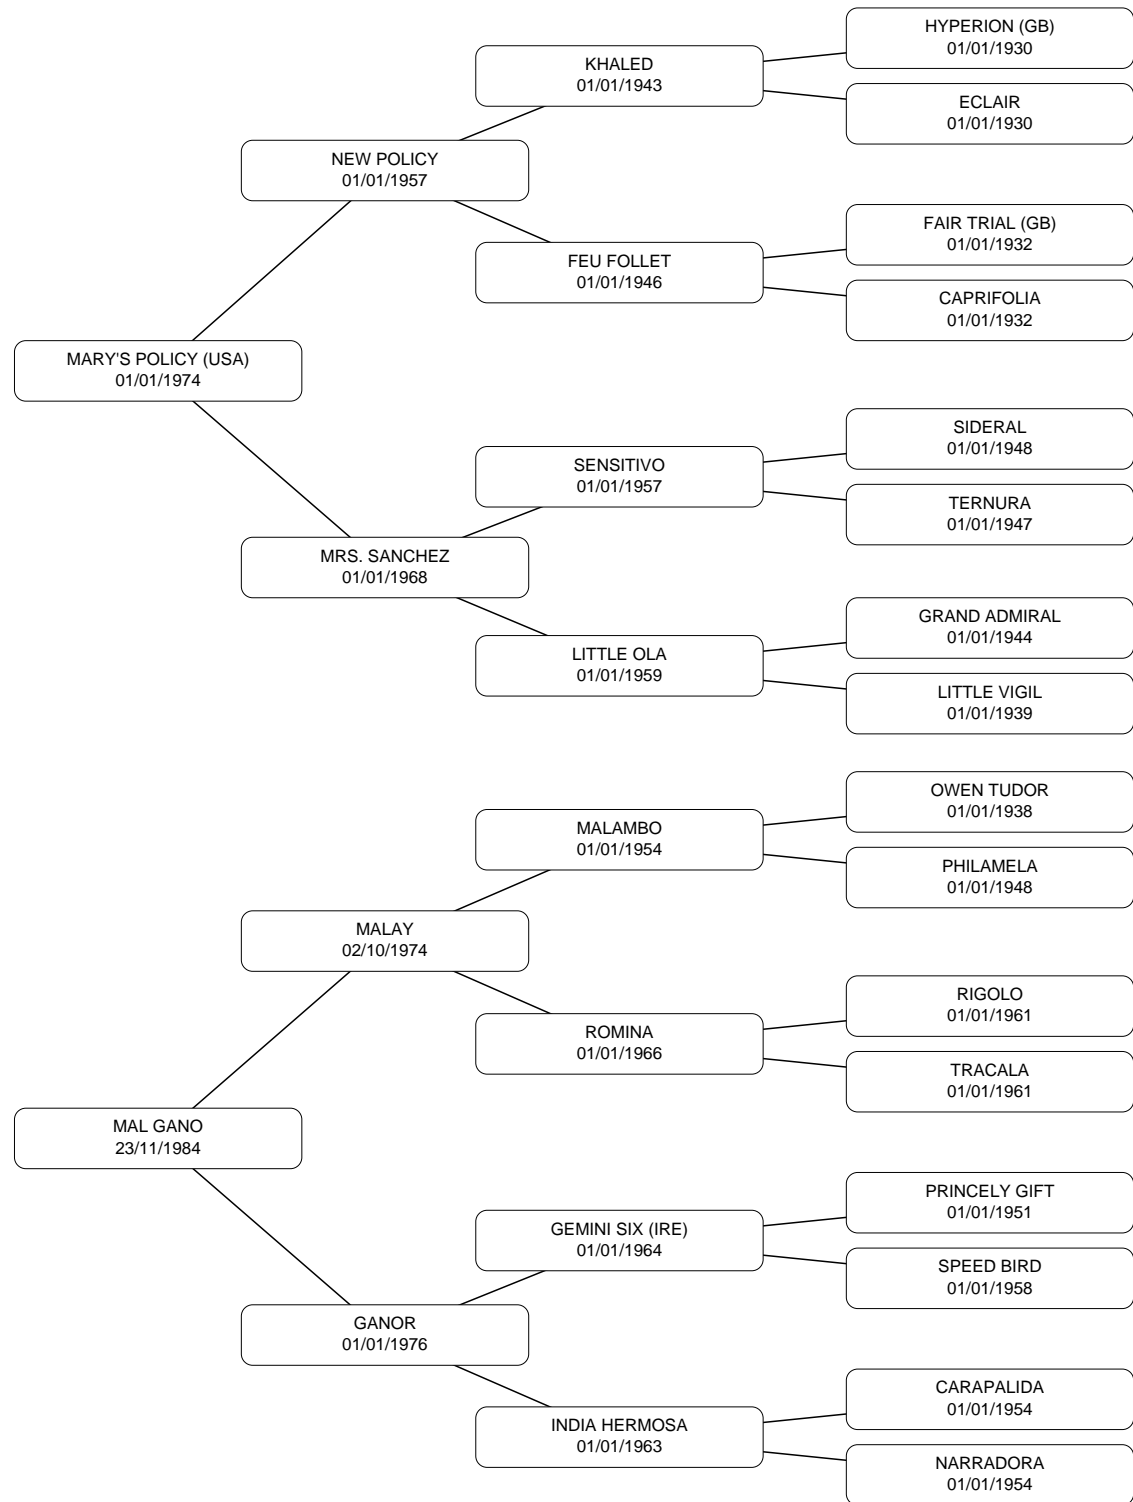 HYPERION (GB)
01/01/1930
KHALED
01/01/1943
ECLAIR
01/01/1930
NEW POLICY
01/01/1957
FAIR TRIAL (GB)
01/01/1932
FEU FOLLET
01/01/1946
CAPRIFOLIA
01/01/1932
MARY'S POLICY (USA)
01/01/1974
SIDERAL
01/01/1948
SENSITIVO
01/01/1957
TERNURA
01/01/1947
MRS. SANCHEZ
01/01/1968
GRAND ADMIRAL
01/01/1944
LITTLE OLA
01/01/1959
LITTLE VIGIL
01/01/1939
OWEN TUDOR
01/01/1938
MALAMBO
01/01/1954
PHILAMELA
01/01/1948
MALAY
02/10/1974
RIGOLO
01/01/1961
ROMINA
01/01/1966
TRACALA
01/01/1961
MAL GANO
23/11/1984
PRINCELY GIFT
01/01/1951
GEMINI SIX (IRE)
01/01/1964
SPEED BIRD
01/01/1958
GANOR
01/01/1976
CARAPALIDA
01/01/1954
INDIA HERMOSA
01/01/1963
NARRADORA
01/01/1954